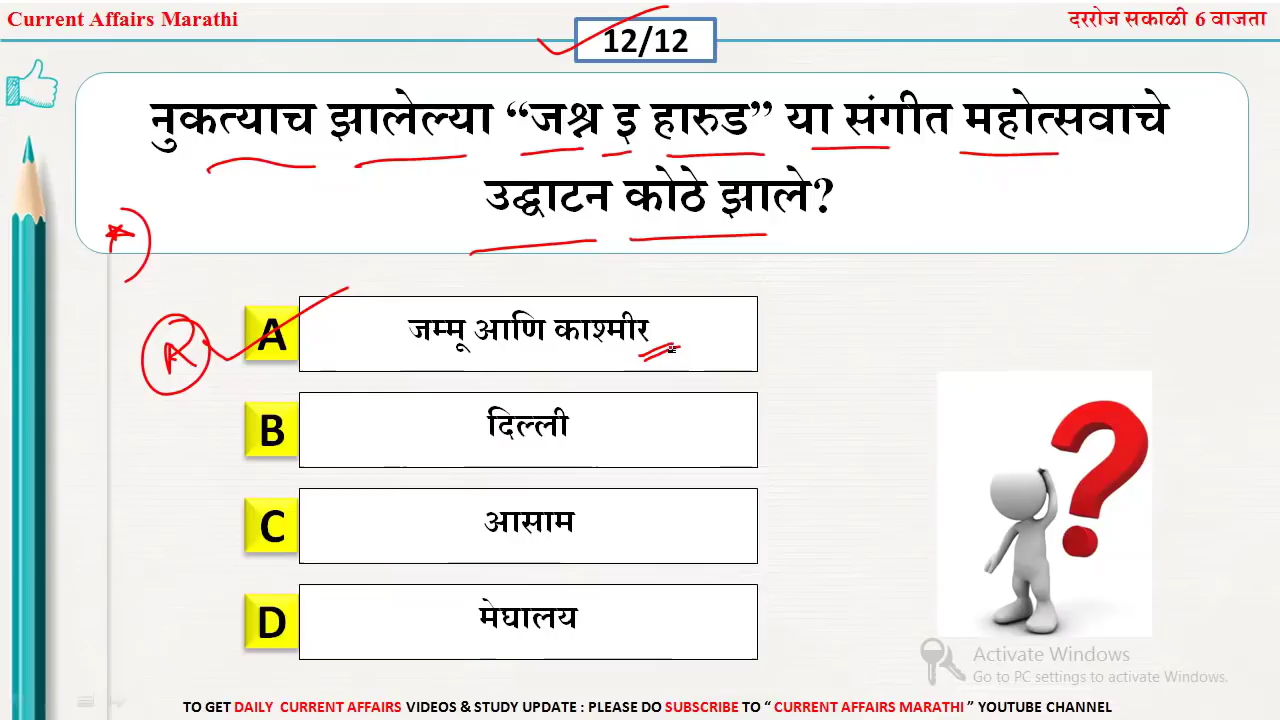 Current Affairs Marathi
दररोज सकाळी 6 वाजता
12/12
नुकत्याच झालेल्या “जश्न इ हारुड” या संगीत महोत्सवाचे
उद्घाटन कोठे झाले?
A जम्मू आणि काश्मीर
B दिल्ली
C आसाम
D मेघालय
Activate Windows
Go to PC settings to activate Windows.
TO GET DAILY CURRENT AFFAIRS VIDEOS & STUDY UPDATE : PLEASE DO SUBSCRIBE TO “ CURRENT AFFAIRS MARATHI ” YOUTUBE CHANNEL